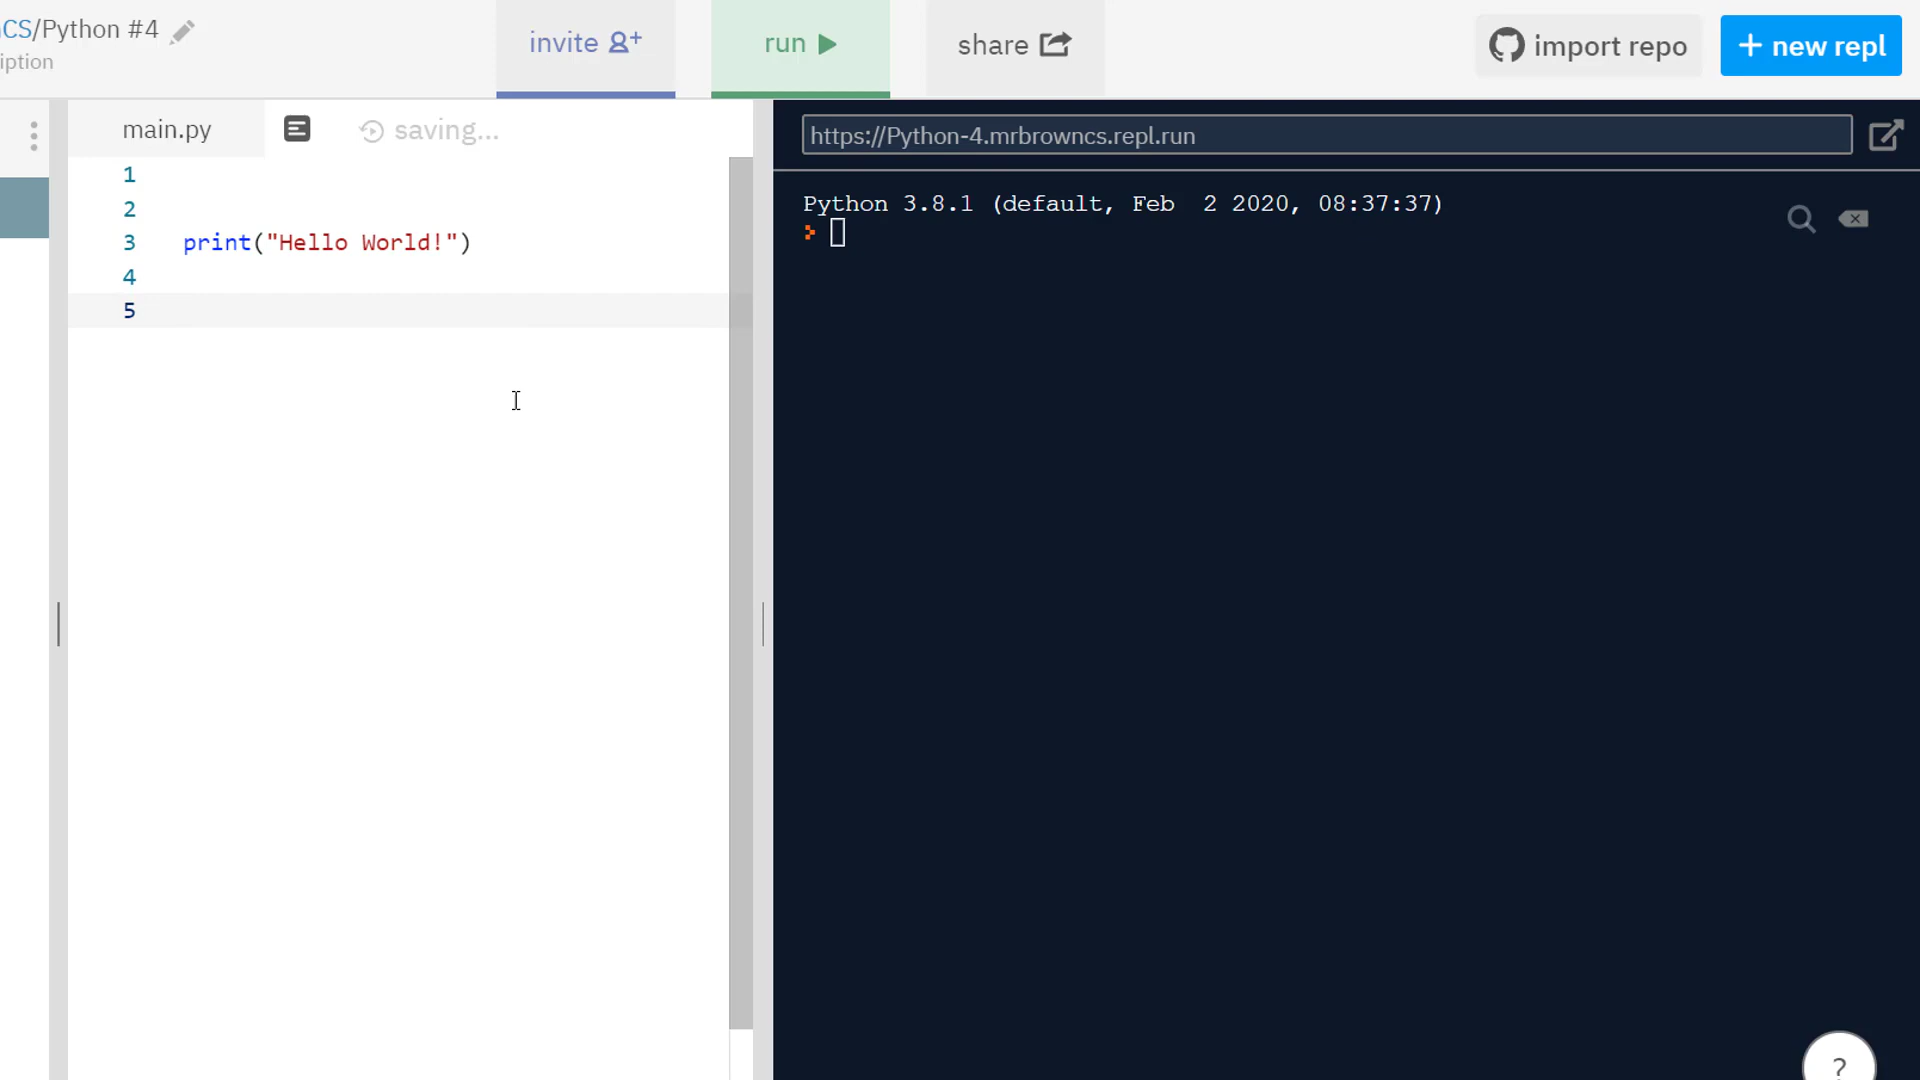 CS/Python #4
iption
invite
run
share
import repo
+ new repl
main.py
saving...
https://Python-4.mrbrowncs.repl.run
1
2
3 print("Hello World!")
4
5
Python 3.8.1 (default, Feb  2 2020, 08:37:37)
>
?